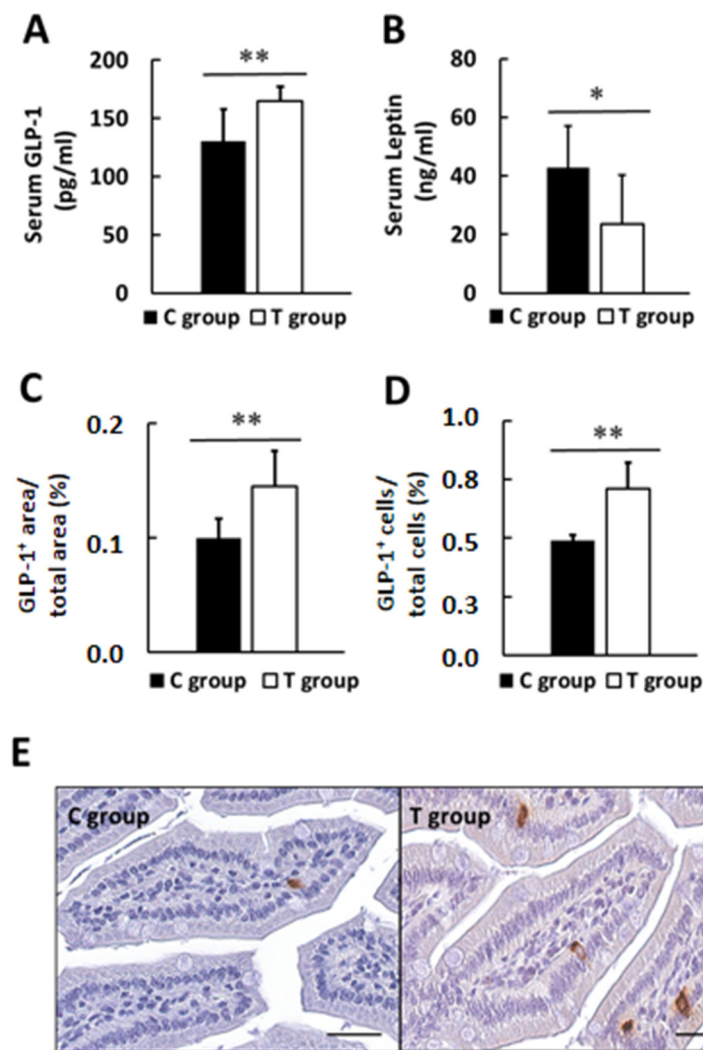 A
Serum GLP-1
(pg/ml)
200
150
100
50
0
**
■ C group □ T group
B
Serum Leptin
(ng/ml)
80
60
40
20
0
*
■ C group □ T group
C
GLP-1⁺ area/
total area (%)
0.2
0.1
0.0
**
■ C group □ T group
D
GLP-1⁺ cells/
total cells (%)
1.0
0.8
0.5
0.3
0.0
**
■ C group □ T group
E
C group
T group